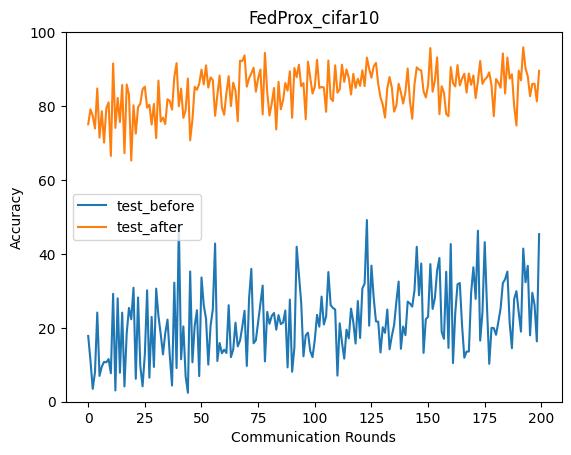 FedProx_cifar10
100
80
60
40
20
0
Accuracy
test_before
test_after
0 25 50 75 100 125 150 175 200
Communication Rounds